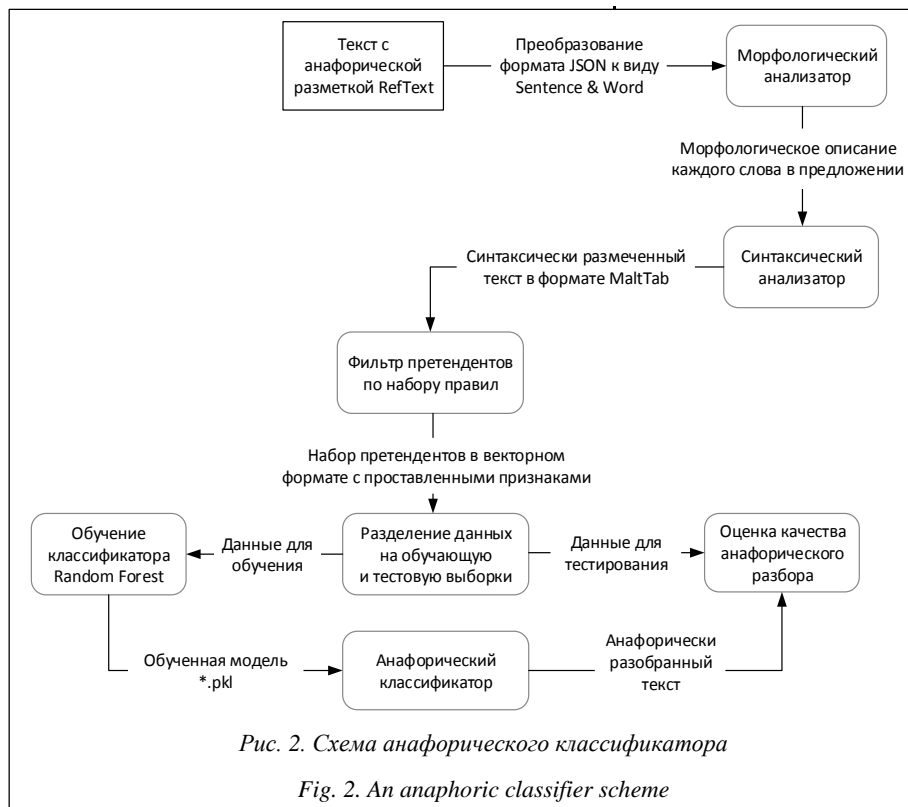 Текст с
анафорической
разметкой RefText
Преобразование
формата JSON к виду
Sentence & Word
Морфологический
анализатор
Морфологическое описание
каждого слова в предложении
Синтаксически размеченный
текст в формате MaltTab
Синтаксический
анализатор
Фильтр претендентов
по набору правил
Набор претендентов в векторном
формате с проставленными признаками
Обучение
классификатора
Random Forest
Данные для
обучения
Разделение данных
на обучающую
и тестовую выборки
Данные для
тестирования
Оценка качества
анафорического
разбора
Обученная модель
*.pkl
Анафорический
классификатор
Анафорически
разобранный
текст
Рис. 2. Схема анафорического классификатора
Fig. 2. An anaphoric classifier scheme